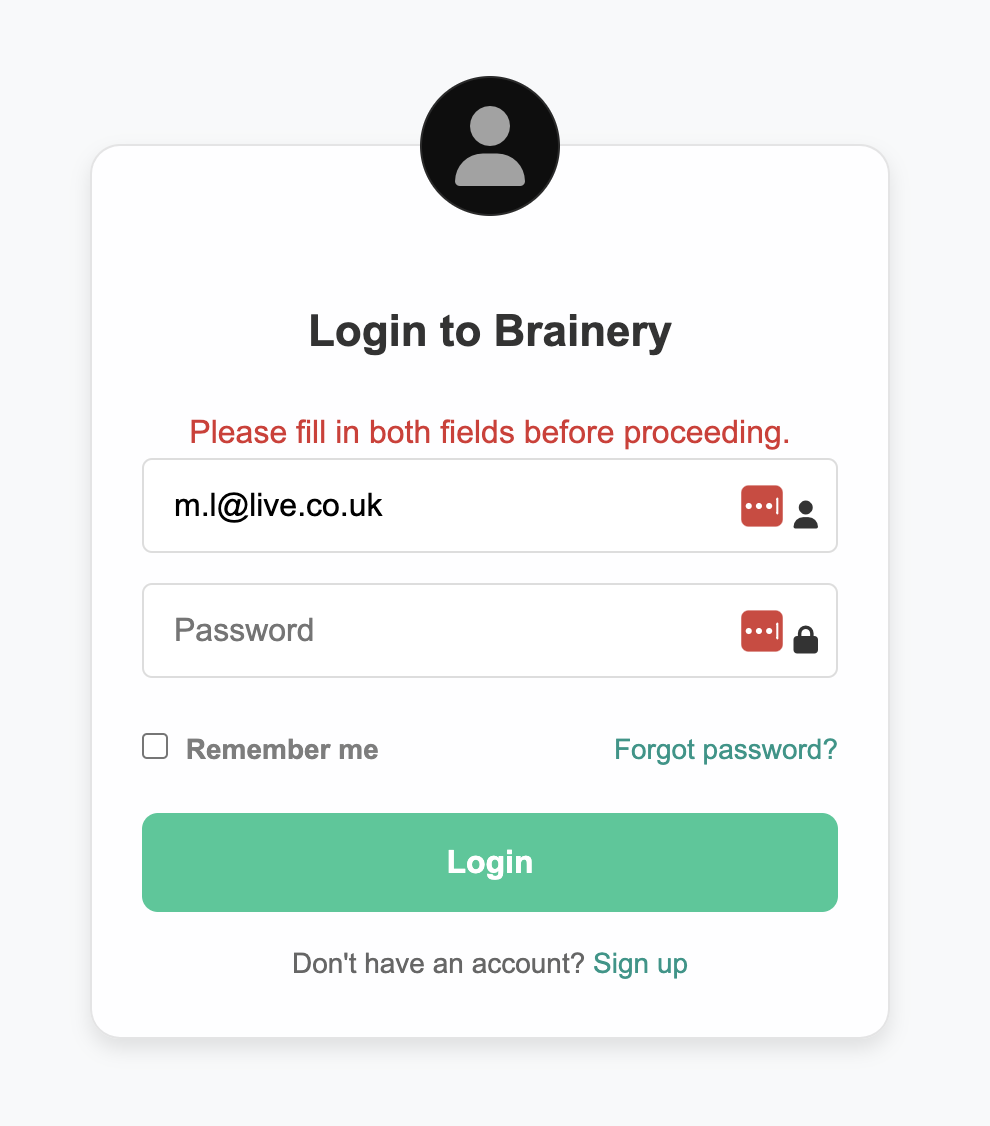 Login to Brainery
Please fill in both fields before proceeding.
m.l@live.co.uk
Password
Remember me
Forgot password?
Login
Don't have an account? Sign up